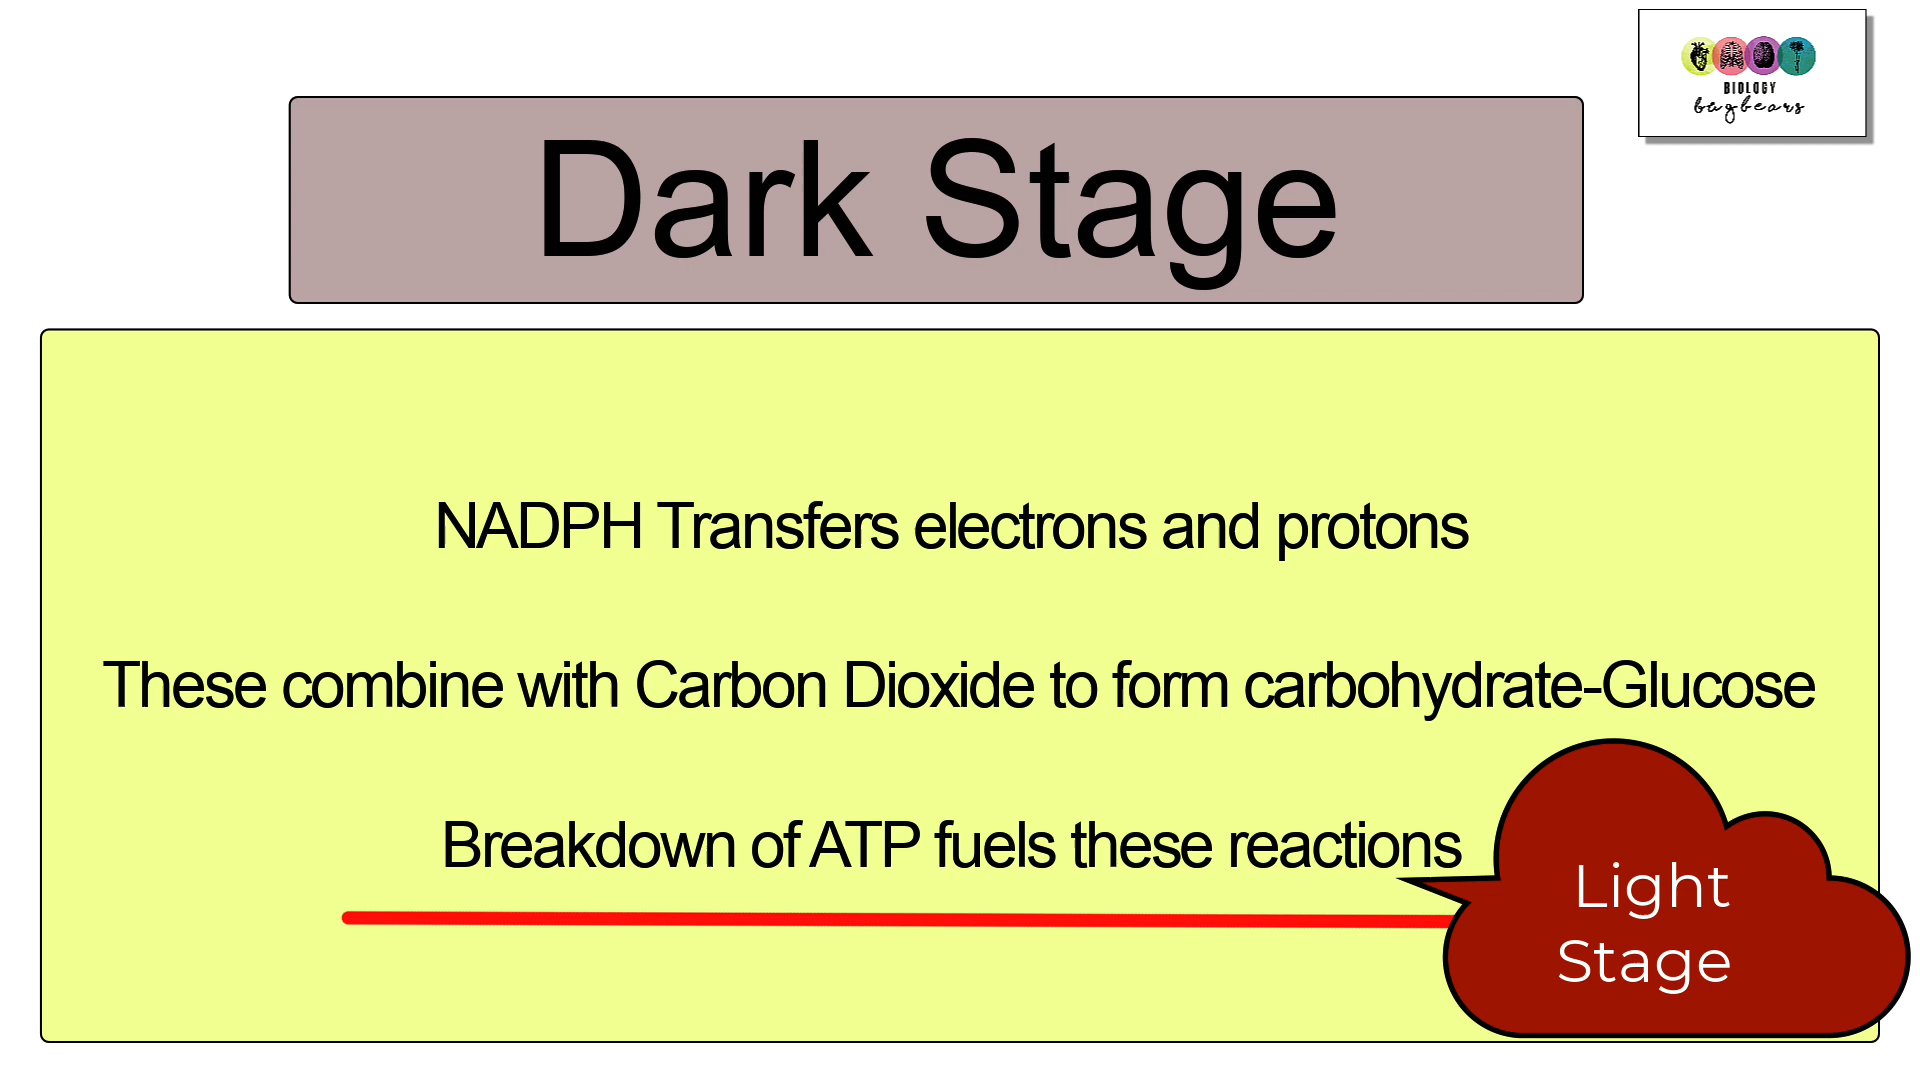 BIOLOGY
bugbears
Dark Stage
NADPH Transfers electrons and protons
These combine with Carbon Dioxide to form carbohydrate-Glucose
Breakdown of ATP fuels these reactions
Light
Stage